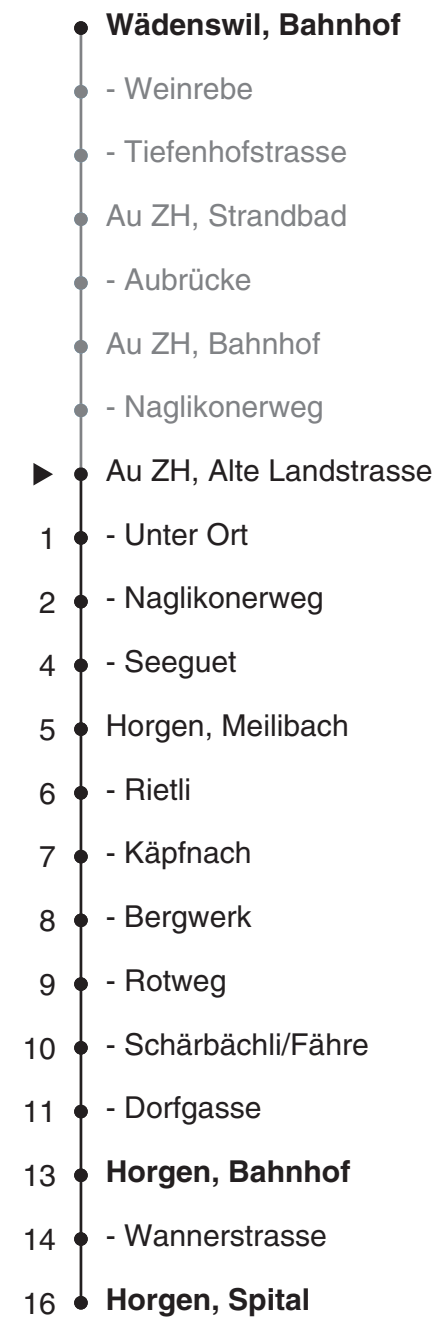 Wädenswil, Bahnhof
- Weinrebe
- Tiefenhofstrasse
Au ZH, Strandbad
- Aubrücke
Au ZH, Bahnhof
- Naglikonerweg
Au ZH, Alte Landstrasse
1 - Unter Ort
2 - Naglikonerweg
4 - Seeguet
5 Horgen, Meilibach
6 - Rietli
7 - Käpfnach
8 - Bergwerk
9 - Rotweg
10 - Schärbächli/Fähre
11 - Dorfgasse
13 Horgen, Bahnhof
14 - Wannerstrasse
16 Horgen, Spital